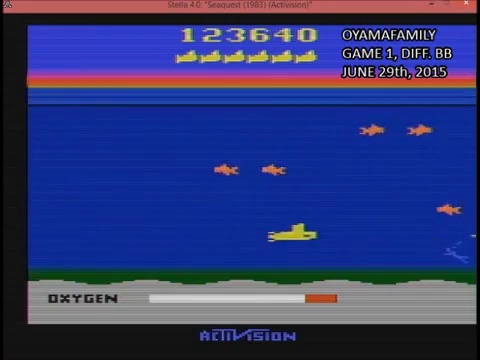 Stella 4.0: "Seaquest (1983) (Activision)"
123640
OYAMAFAMILY
GAME 1, DIFF. BB
JUNE 29th, 2015
OXYGEN
ACTIVISION